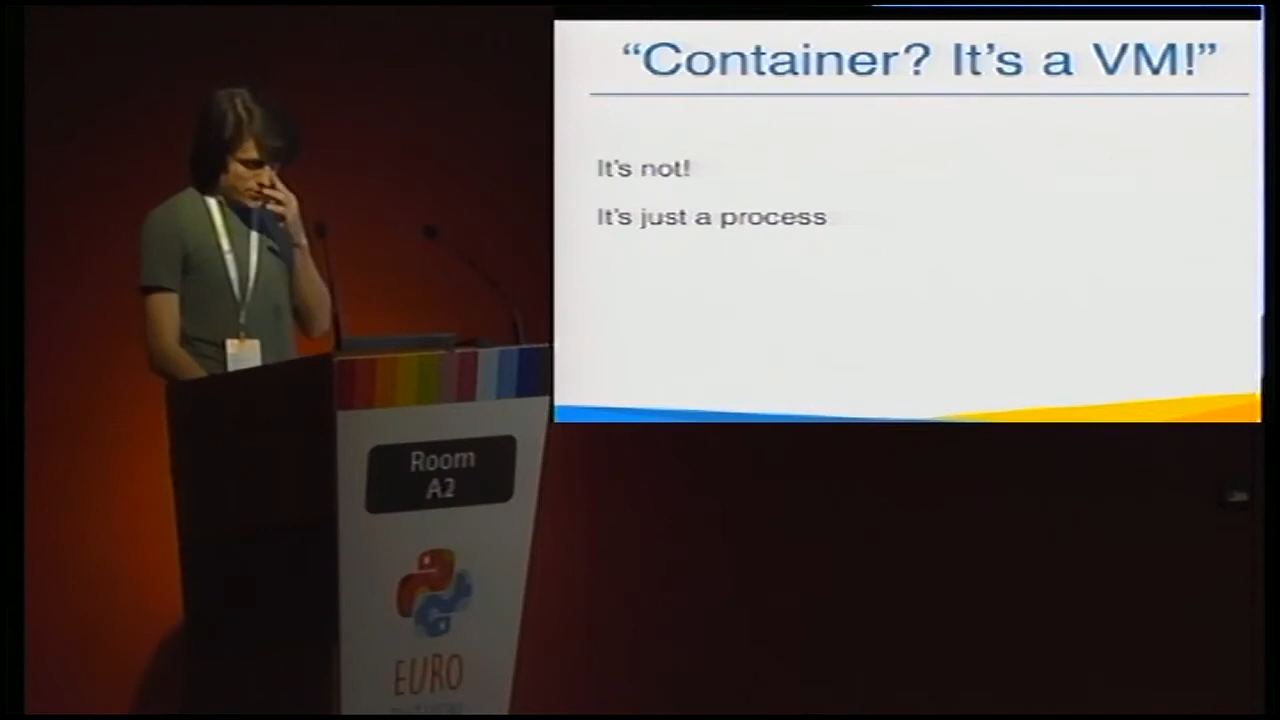 “Container? It’s a VM!”
It’s not!
It’s just a process
Room
A2
EURO